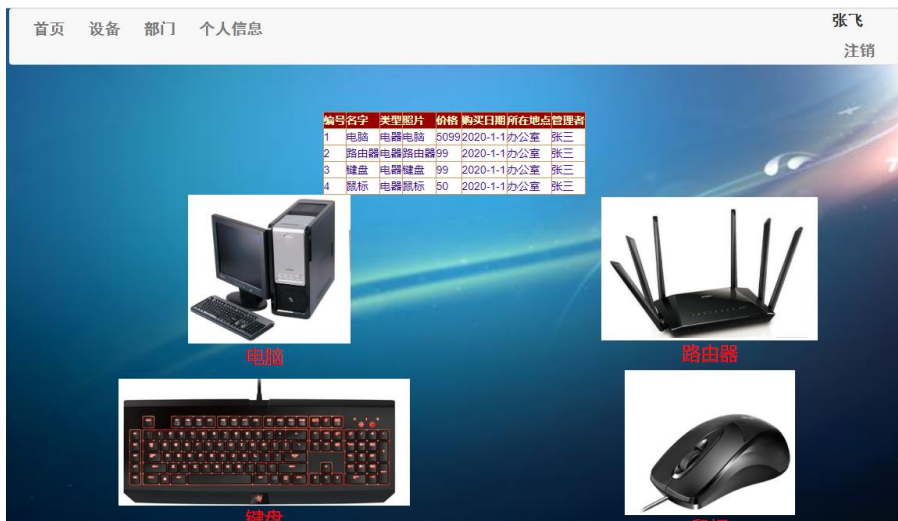 首页 设备 部门 个人信息 张飞
注销
编号 名字 类型 照片 价格 购买日期 所在地点 管理者
1 电脑 电器 电脑 5099 2020-1-1 办公室 张三
2 路由器 电器 路由器 99 2020-1-1 办公室 张三
3 键盘 电器 键盘 99 2020-1-1 办公室 张三
4 鼠标 电器 鼠标 50 2020-1-1 办公室 张三
电脑 路由器
键盘